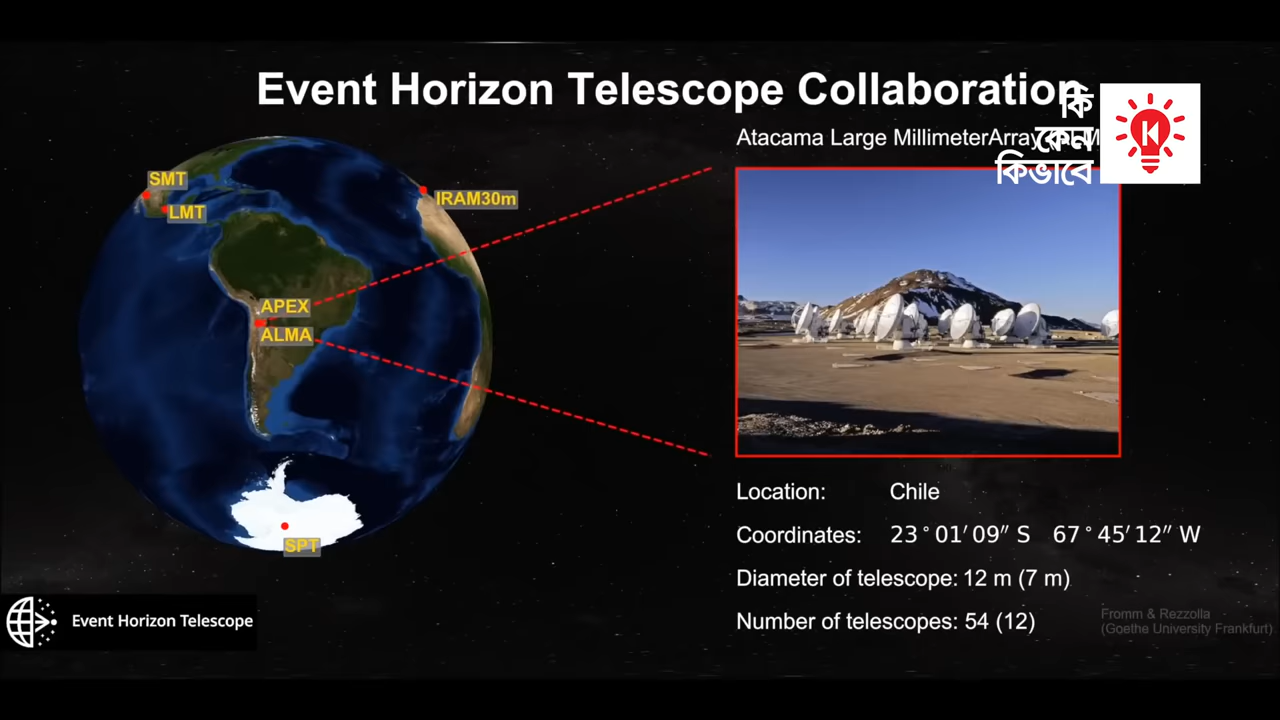 Event Horizon Telescope Collaboration
কি
কেন
কিভাবে
Atacama Large MillimeterArray
SMT
LMT
IRAM30m
APEX
ALMA
SPT
Location: Chile
Coordinates: 23°01′09″ S 67°45′12″ W
Diameter of telescope: 12 m (7 m)
Number of telescopes: 54 (12)
Event Horizon Telescope
Fromm & Rezzolla
(Goethe University Frankfurt)